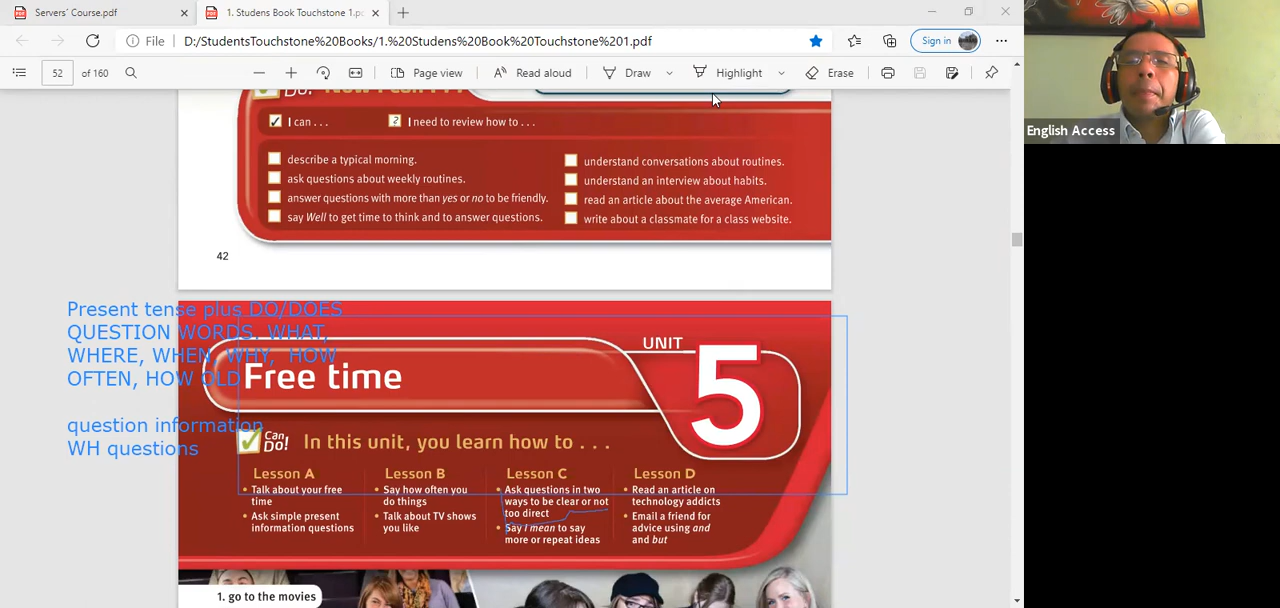 Servers' Course.pdf
1. Studens Book Touchstone 1.pc
File
D:/StudentsTouchstone%20Books/1.%20Studens%20Book%20Touchstone%201.pdf
Sign in
52
of 160
Page view
Read aloud
Draw
Highlight
Erase
English Access
I can . . .
I need to review how to . . .
describe a typical morning.
ask questions about weekly routines.
answer questions with more than yes or no to be friendly.
say Well to get time to think and to answer questions.
understand conversations about routines.
understand an interview about habits.
read an article about the average American.
write about a classmate for a class website.
42
Present tense plus DO/DOES
QUESTION WORDS. WHAT,
WHERE, WHEN, WHY, HOW
OFTEN, HOW OLD
question information
WH questions
UNIT
5
Free time
Can
Do!
In this unit, you learn how to . . .
Lesson A
• Talk about your free
time
• Ask simple present
information questions
Lesson B
• Say how often you
do things
• Talk about TV shows
you like
Lesson C
• Ask questions in two
ways to be clear or not
too direct
• Say I mean to say
more or repeat ideas
Lesson D
• Read an article on
technology addicts
• Email a friend for
advice using and
and but
1. go to the movies